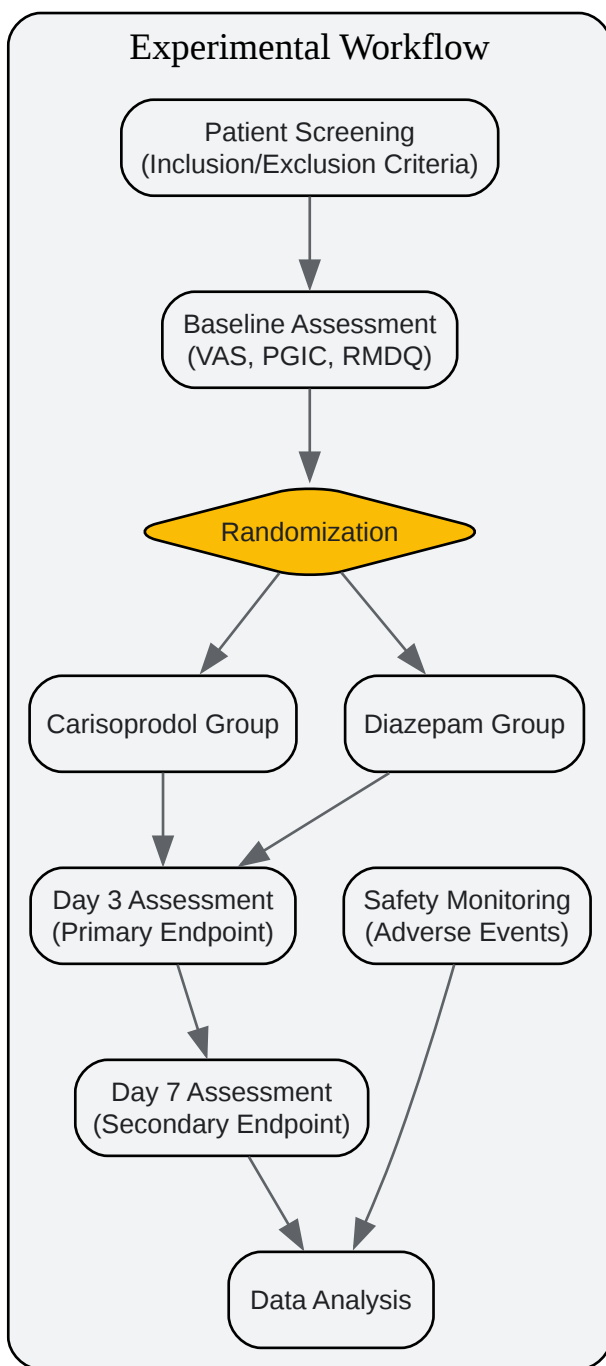 Experimental Workflow
Patient Screening
(Inclusion/Exclusion Criteria)
Baseline Assessment
(VAS, PGIC, RMDQ)
Randomization
Carisoprodol Group
Diazepam Group
Day 3 Assessment
(Primary Endpoint)
Safety Monitoring
(Adverse Events)
Day 7 Assessment
(Secondary Endpoint)
Data Analysis